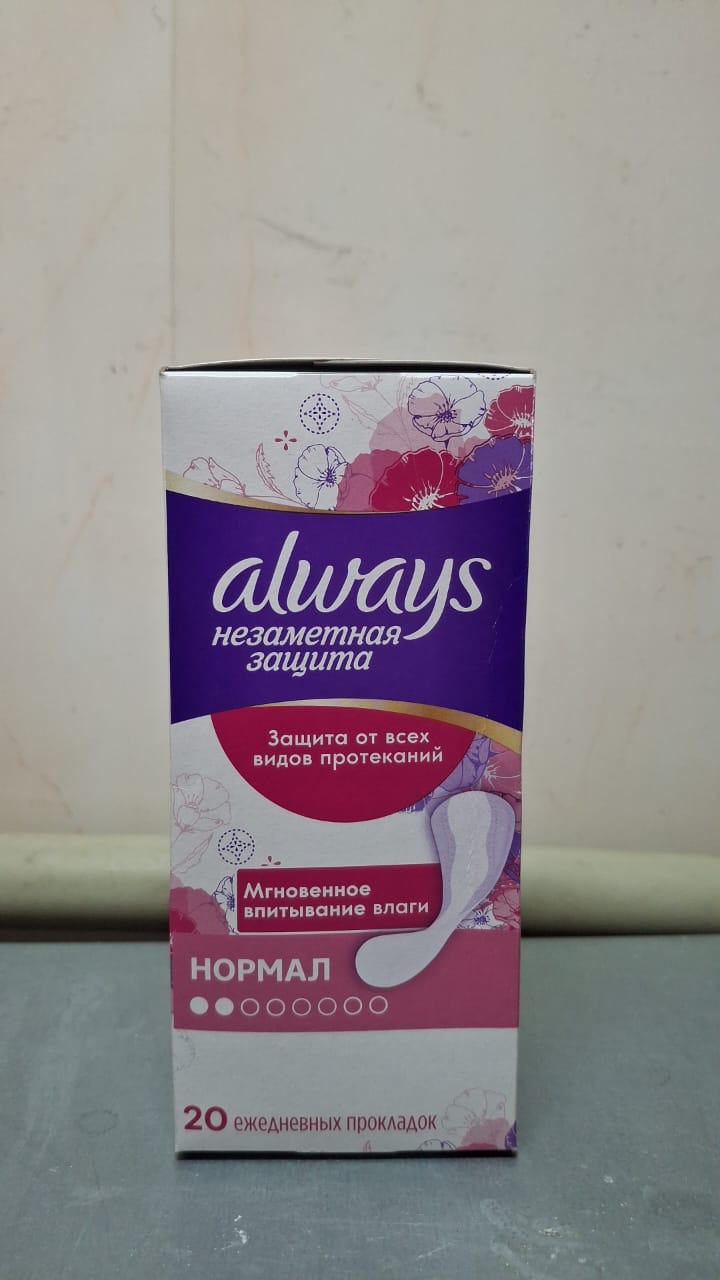 always
незаметная
защита
Защита от всех
видов протеканий
Мгновенное
впитывание влаги
НОРМАЛ
20 ежедневных прокладок